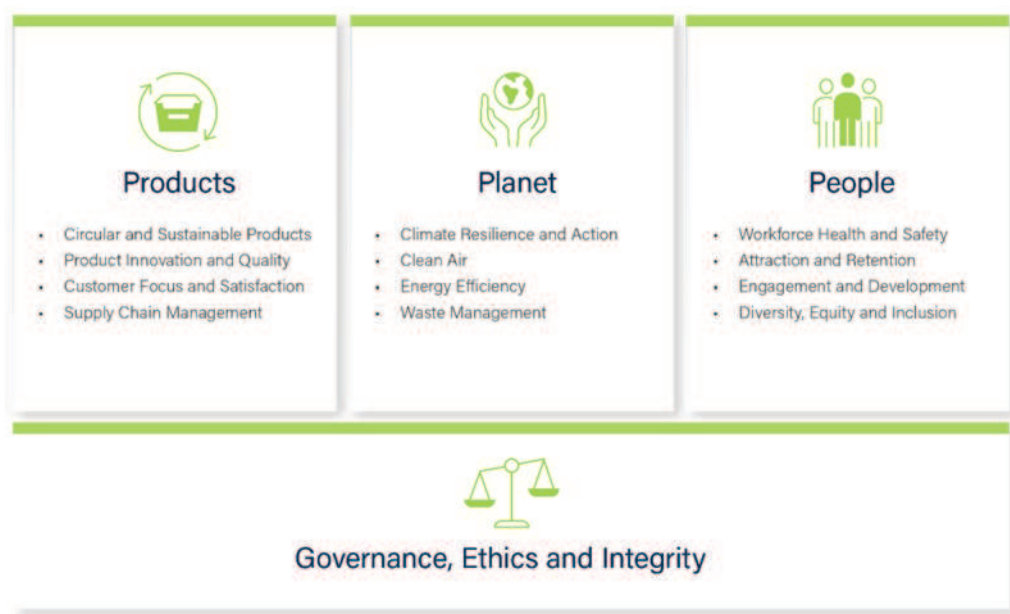 Products
• Circular and Sustainable Products
• Product Innovation and Quality
• Customer Focus and Satisfaction
• Supply Chain Management
Planet
• Climate Resilience and Action
• Clean Air
• Energy Efficiency
• Waste Management
People
• Workforce Health and Safety
• Attraction and Retention
• Engagement and Development
• Diversity, Equity and Inclusion
Governance, Ethics and Integrity